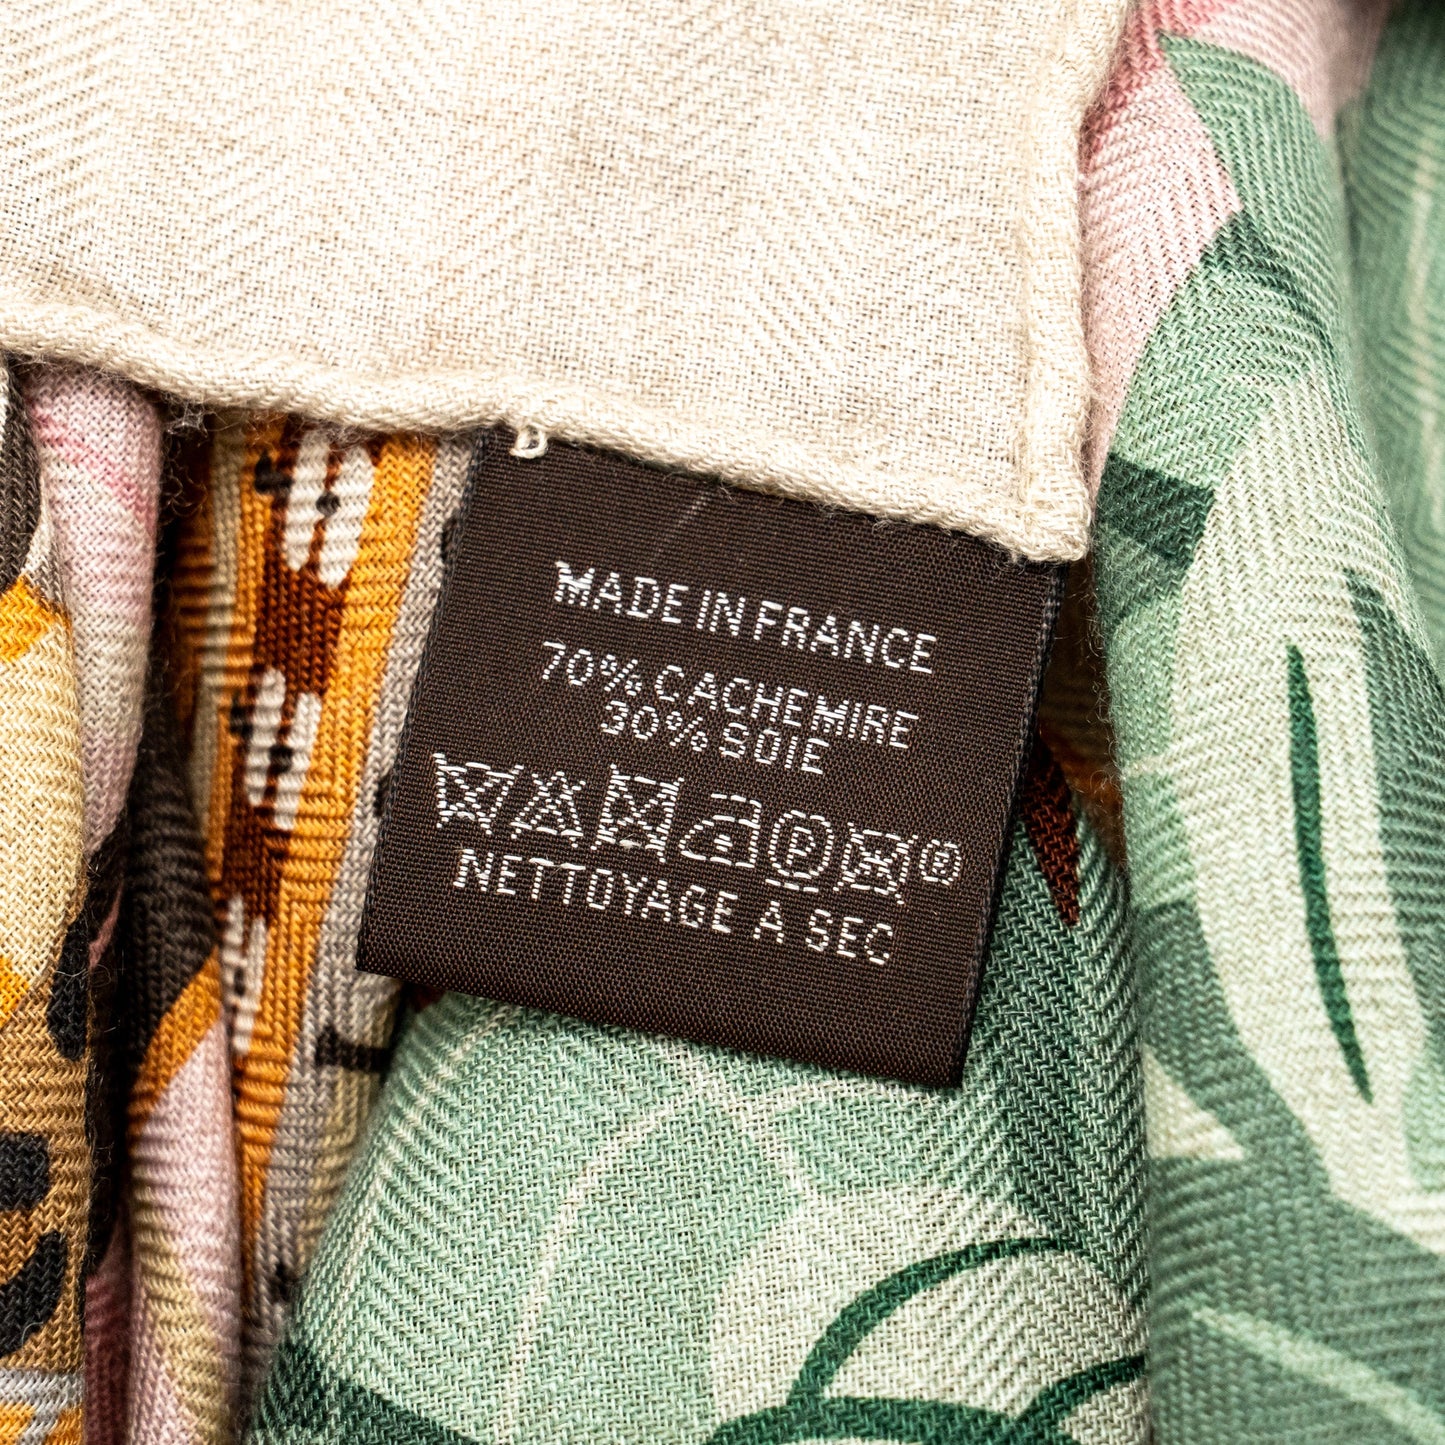 MADE IN FRANCE
70% CACHEMIRE
30% SOIE
P ®
NETTOYAGE A SEC